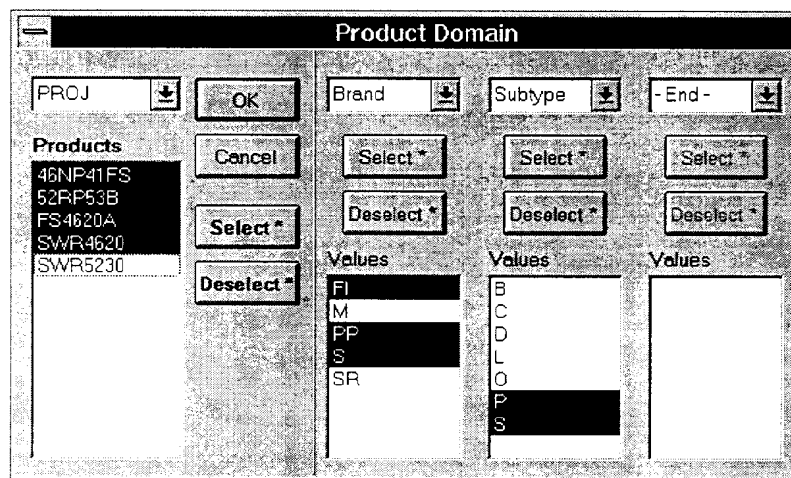 Product Domain
PROJ
OK
Brand
Subtype
- End -
Products
Cancel
Select *
Select *
Select *
46NP41FS
52RP53B
FS4620A
SWR4620
SWR5230
Select *
Deselect *
Deselect *
Deselect *
Deselect *
Values
Values
Values
FI
M
PP
S
SR
B
C
D
L
O
P
S